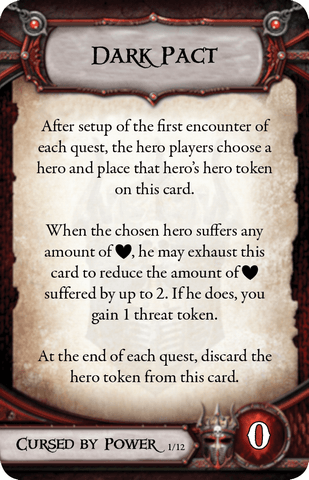 Dark Pact
After setup of the first encounter of
each quest, the hero players choose a
hero and place that hero's hero token
on this card.
When the chosen hero suffers any
amount of ♥, he may exhaust this
card to reduce the amount of ♥
suffered by up to 2. If he does, you
gain 1 threat token.
At the end of each quest, discard the
hero token from this card.
Cursed by Power 1/12
0